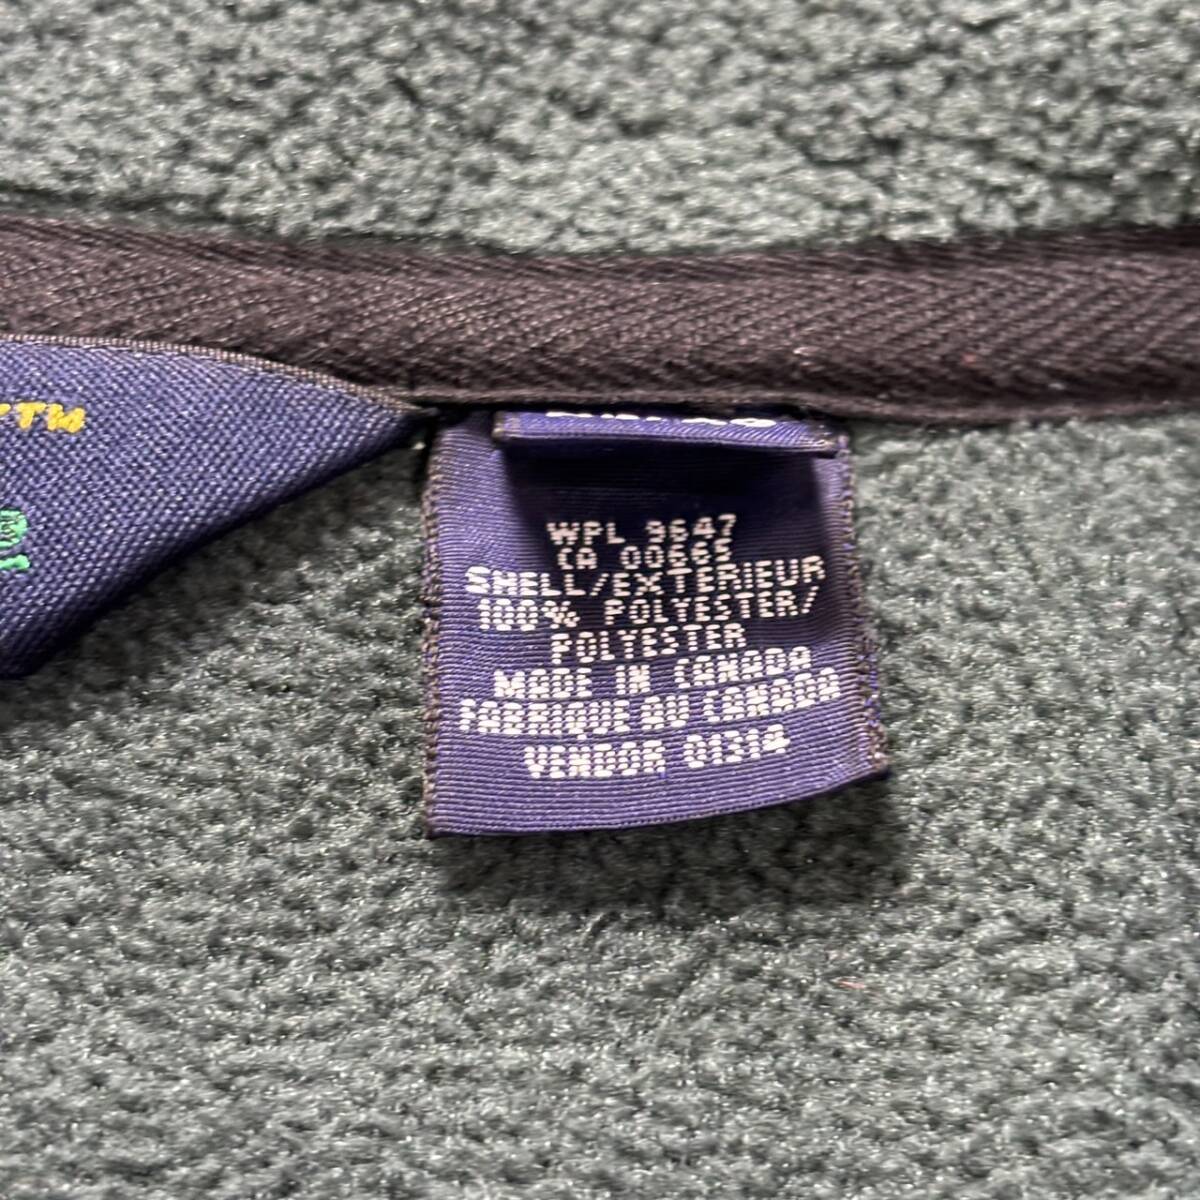 WPL 9647
CA 00665
SHELL/EXTERIEUR
100% POLYESTER/
POLYESTER
MADE IN CANADA
FABRIQUE AU CANADA
VENDOR 01314